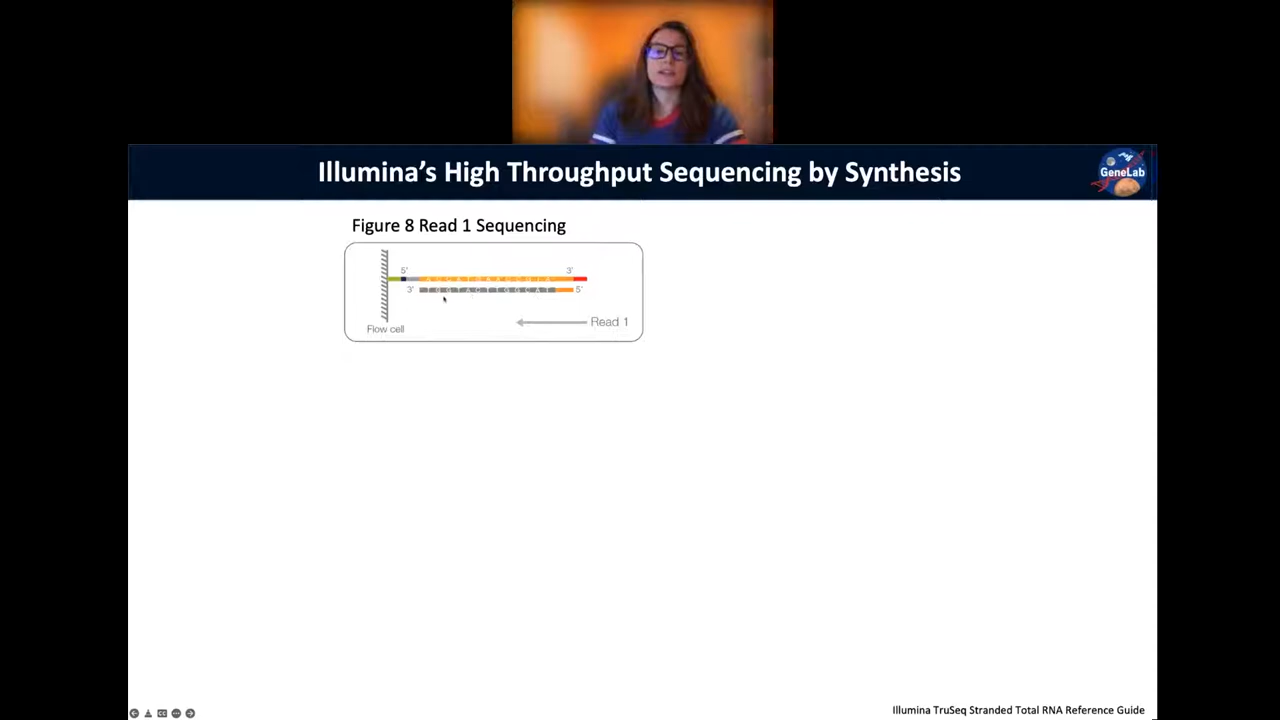 Illumina's High Throughput Sequencing by Synthesis
GeneLab
Figure 8 Read 1 Sequencing
5' 3'
3' 5'
Read 1
Flow cell
Illumina TruSeq Stranded Total RNA Reference Guide